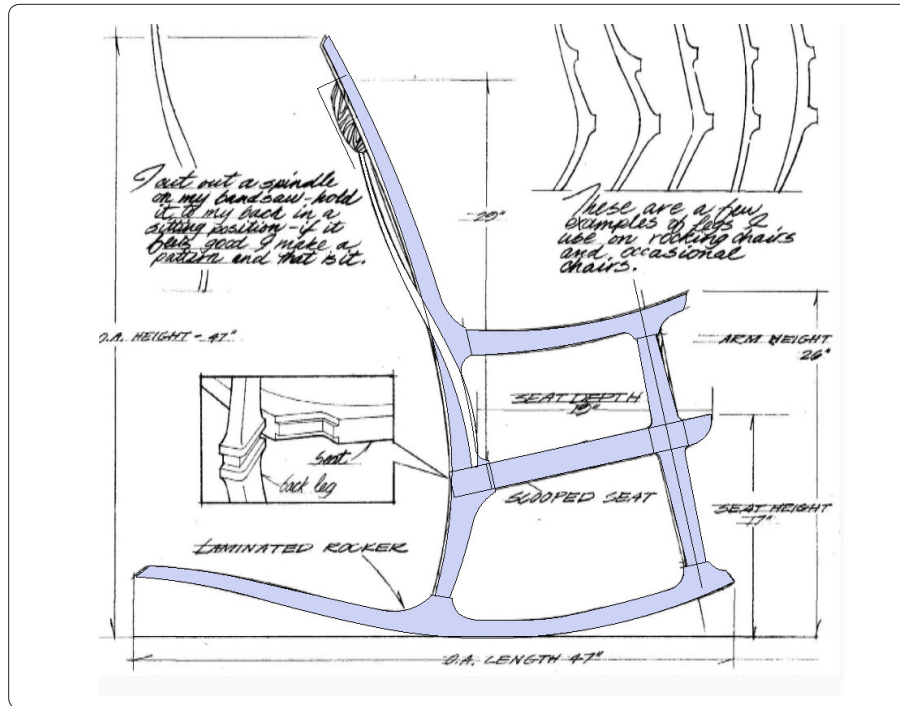 I cut out a spindle
on my bandsaw-hold
it to my back in a
sitting position-if it
feels good I make a
pattern and that is it.
These are a few
examples of legs I
use on rocking chairs
and occasional
chairs.
29"
O.A. HEIGHT - 47"
ARM HEIGHT
26"
SEAT DEPTH
seat
back leg
SCOOPED SEAT
SEAT HEIGHT
17"
LAMINATED ROCKER
O.A. LENGTH 47"